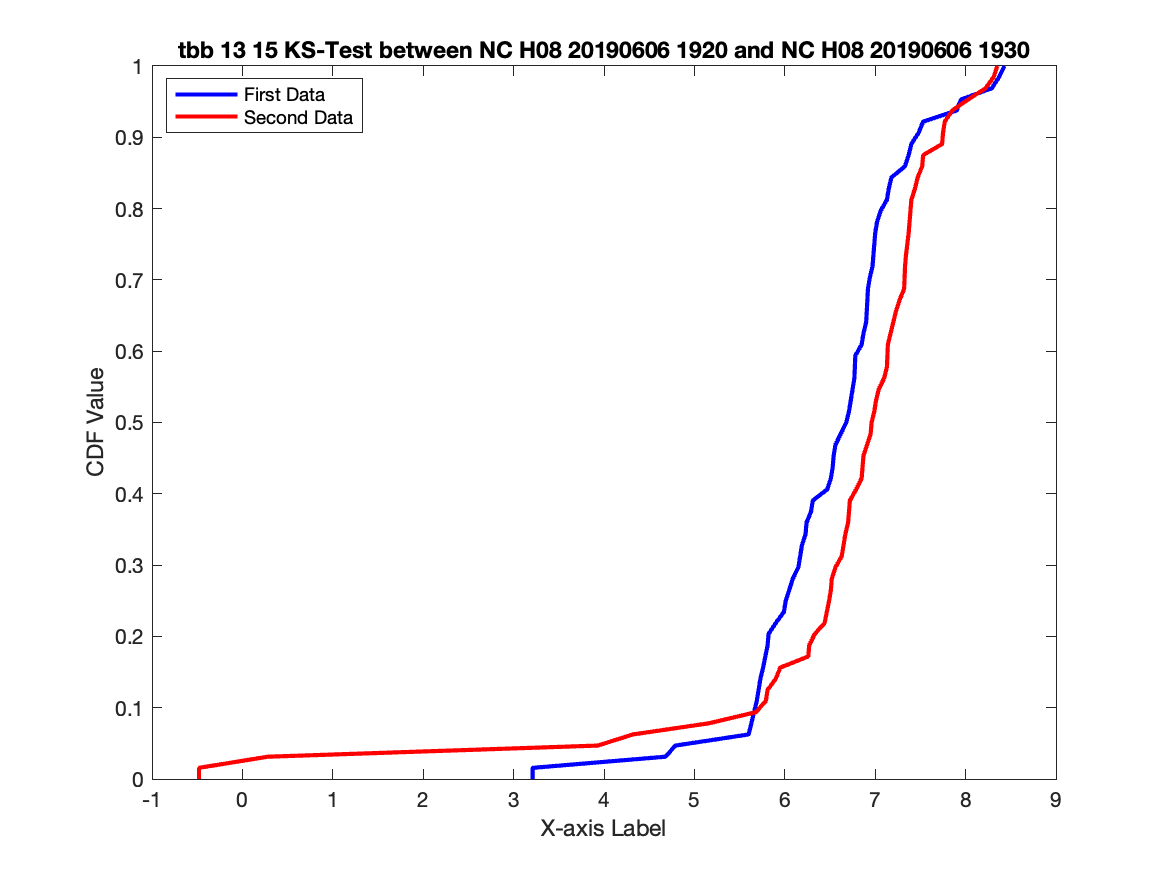 tbb 13 15 KS-Test between NC H08 20190606 1920 and NC H08 20190606 1930
First Data
Second Data
CDF Value
1
0.9
0.8
0.7
0.6
0.5
0.4
0.3
0.2
0.1
0
-1 0 1 2 3 4 5 6 7 8 9
X-axis Label